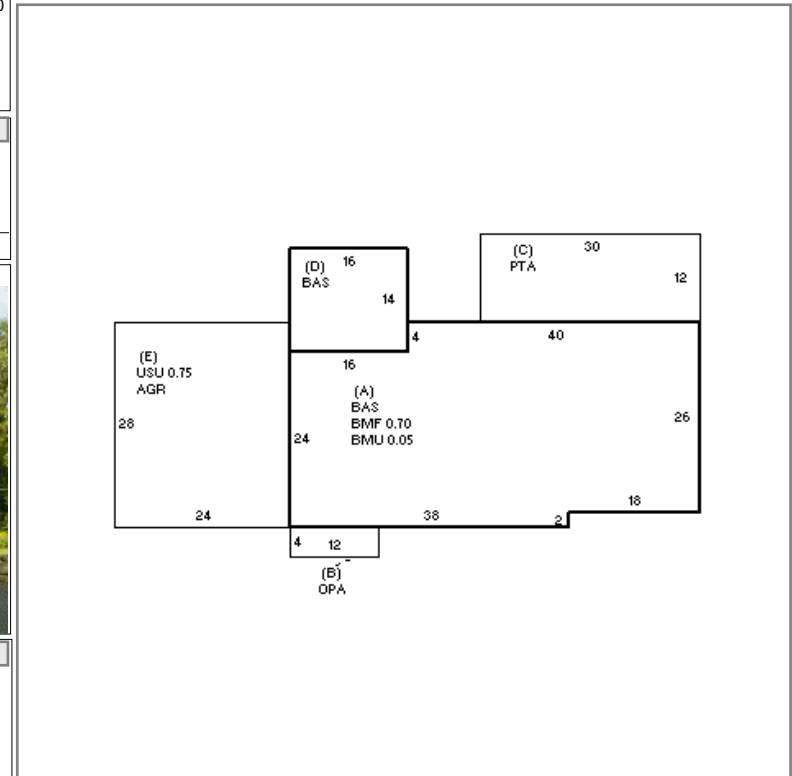 (C)
PTA
30
12
(D)
BAS
16
14
4
40
(E)
USU 0.75
AGR
28
24
16
(A)
BAS
BMF 0.70
BMU 0.05
24
26
18
38
2
4
12
(B)
OPA